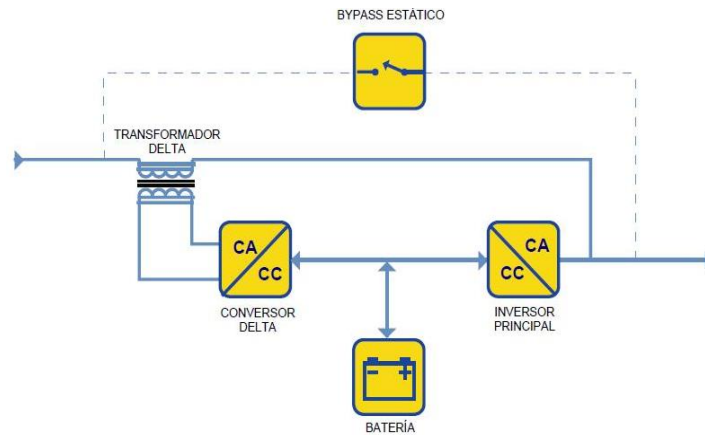 BYPASS ESTÁTICO
TRANSFORMADOR
DELTA
CA
CC
CA
CC
CONVERSOR
DELTA
INVERSOR
PRINCIPAL
BATERÍA